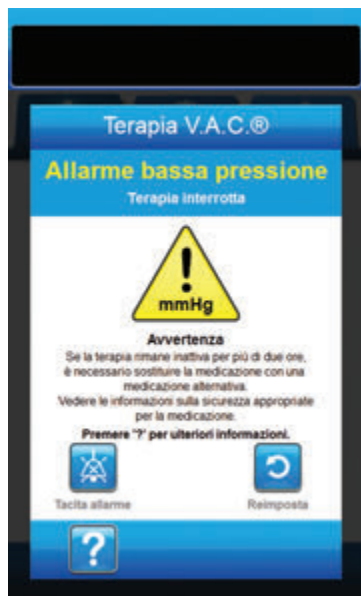 Terapia V.A.C.®
Allarme bassa pressione
Terapia interrotta
!
mmHg
Avvertenza
Se la terapia rimane inattiva per più di due ore,
è necessario sostituire la medicazione con una
medicazione alternativa.
Vedere le informazioni sulla sicurezza appropriate
per la medicazione.
Premere '?' per ulteriori informazioni.
Tacita allarme Reimposta
?